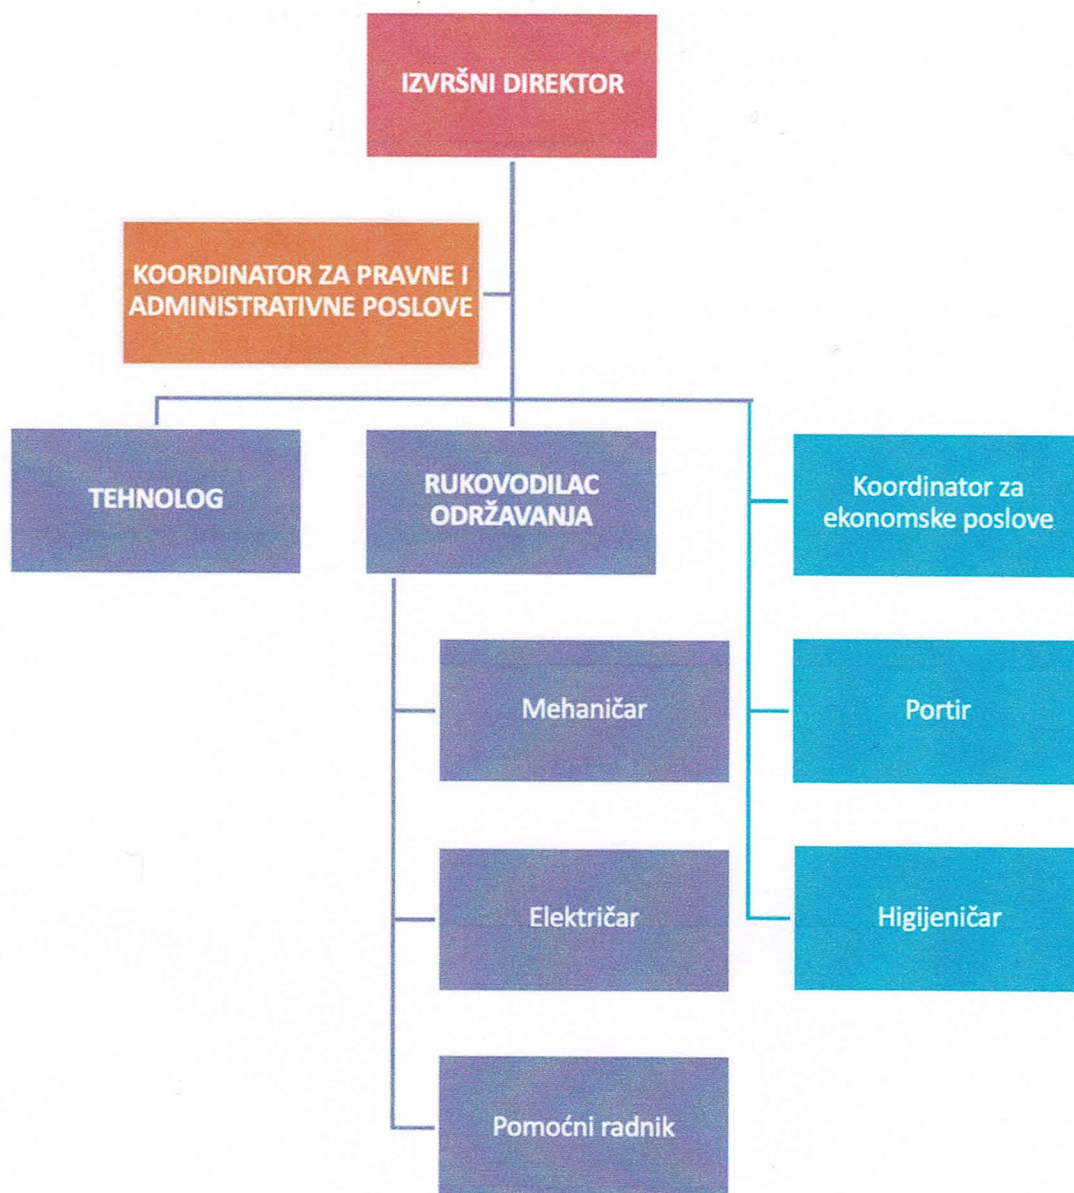 IZVRŠNI DIREKTOR
KOORDINATOR ZA PRAVNE I
ADMINISTRATIVNE POSLOVE
TEHNOLOG
RUKOVODILAC
ODRŽAVANJA
Koordinator za
ekonomske poslove
Mehaničar
Portir
Električar
Higijeničar
Pomoćni radnik